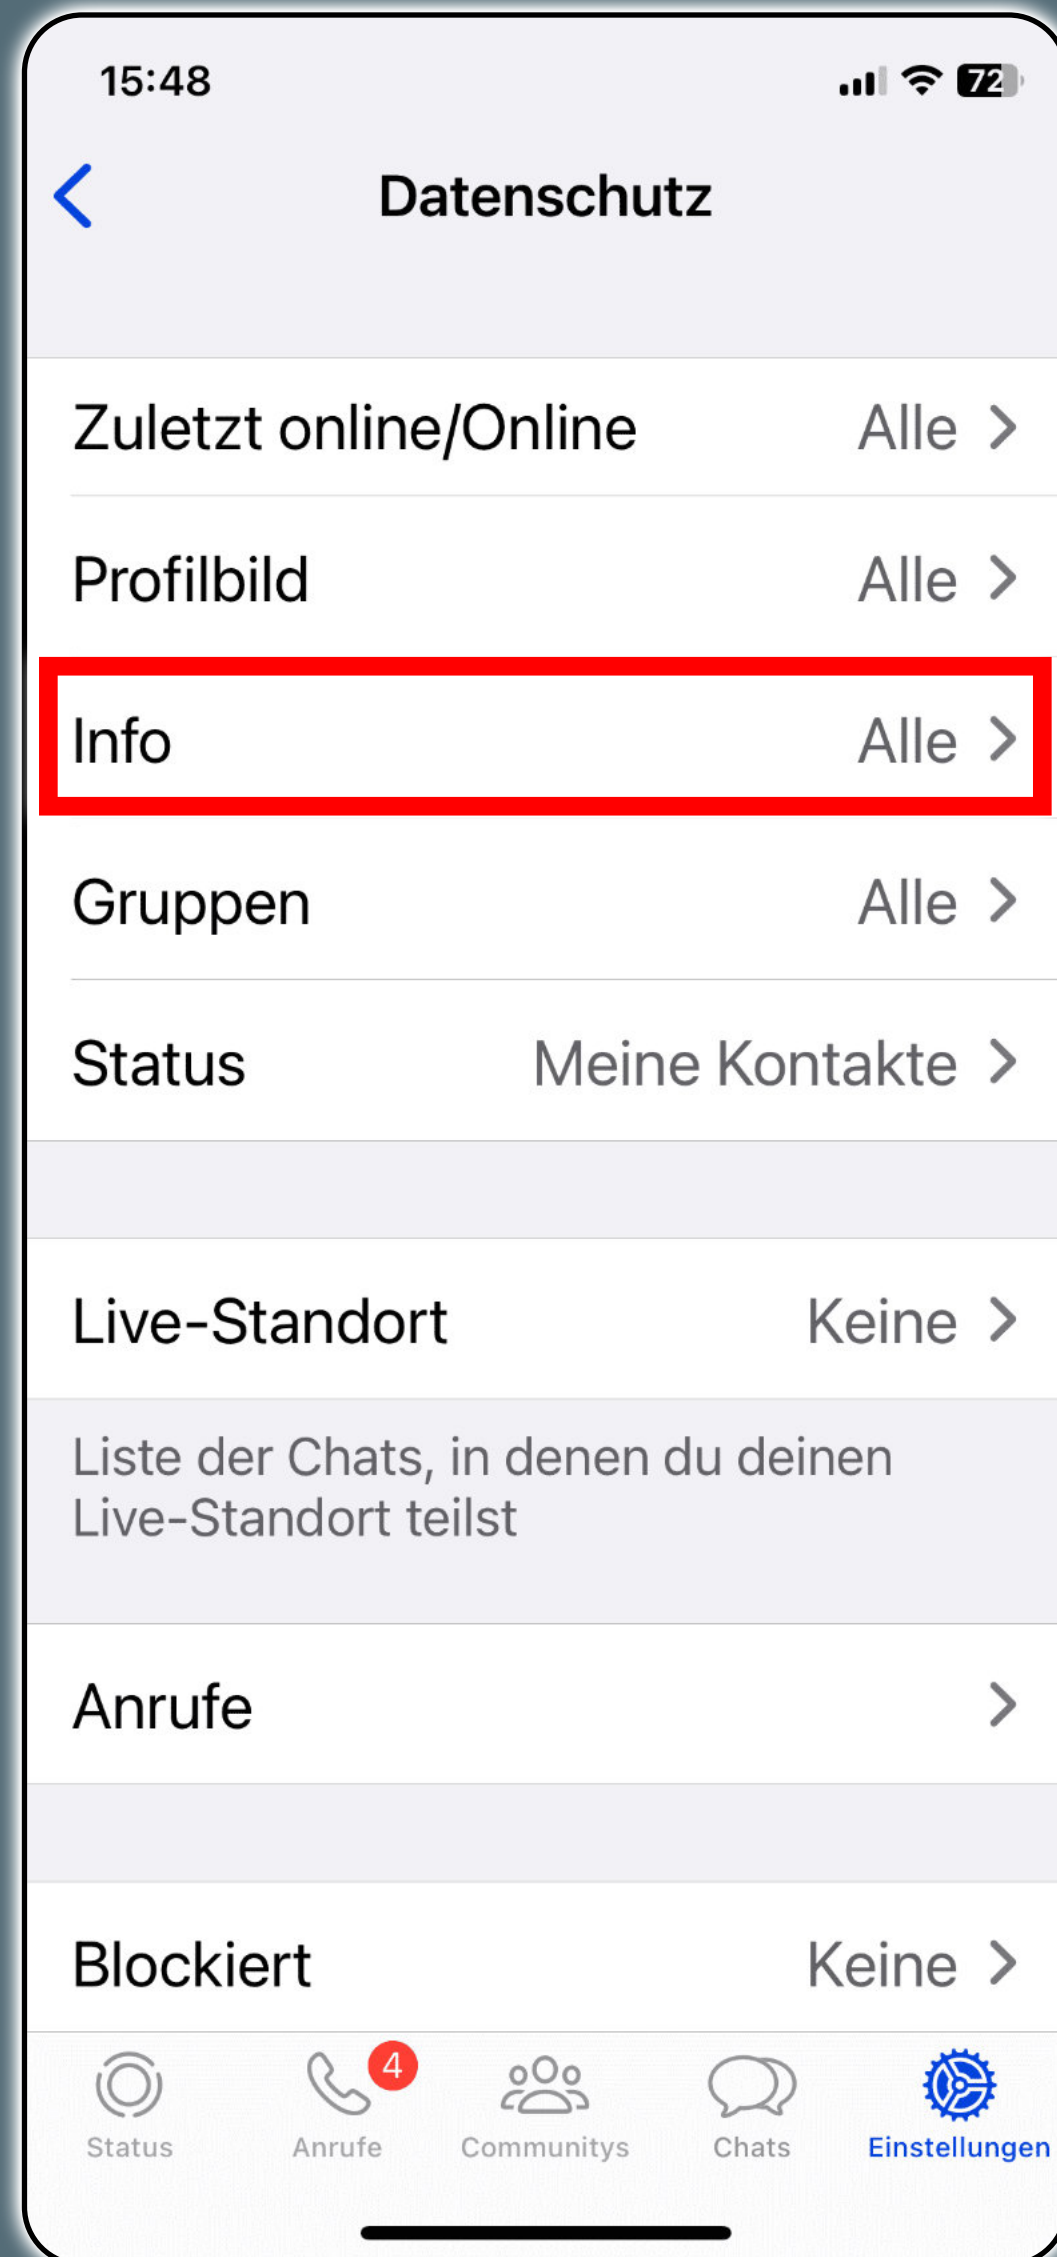 15:48 72
Datenschutz
Zuletzt online/Online Alle
Profilbild Alle
Info Alle
Gruppen Alle
Status Meine Kontakte
Live-Standort Keine
Liste der Chats, in denen du deinen
Live-Standort teilst
Anrufe
Blockiert Keine
4
Status Anrufe Communitys Chats Einstellungen